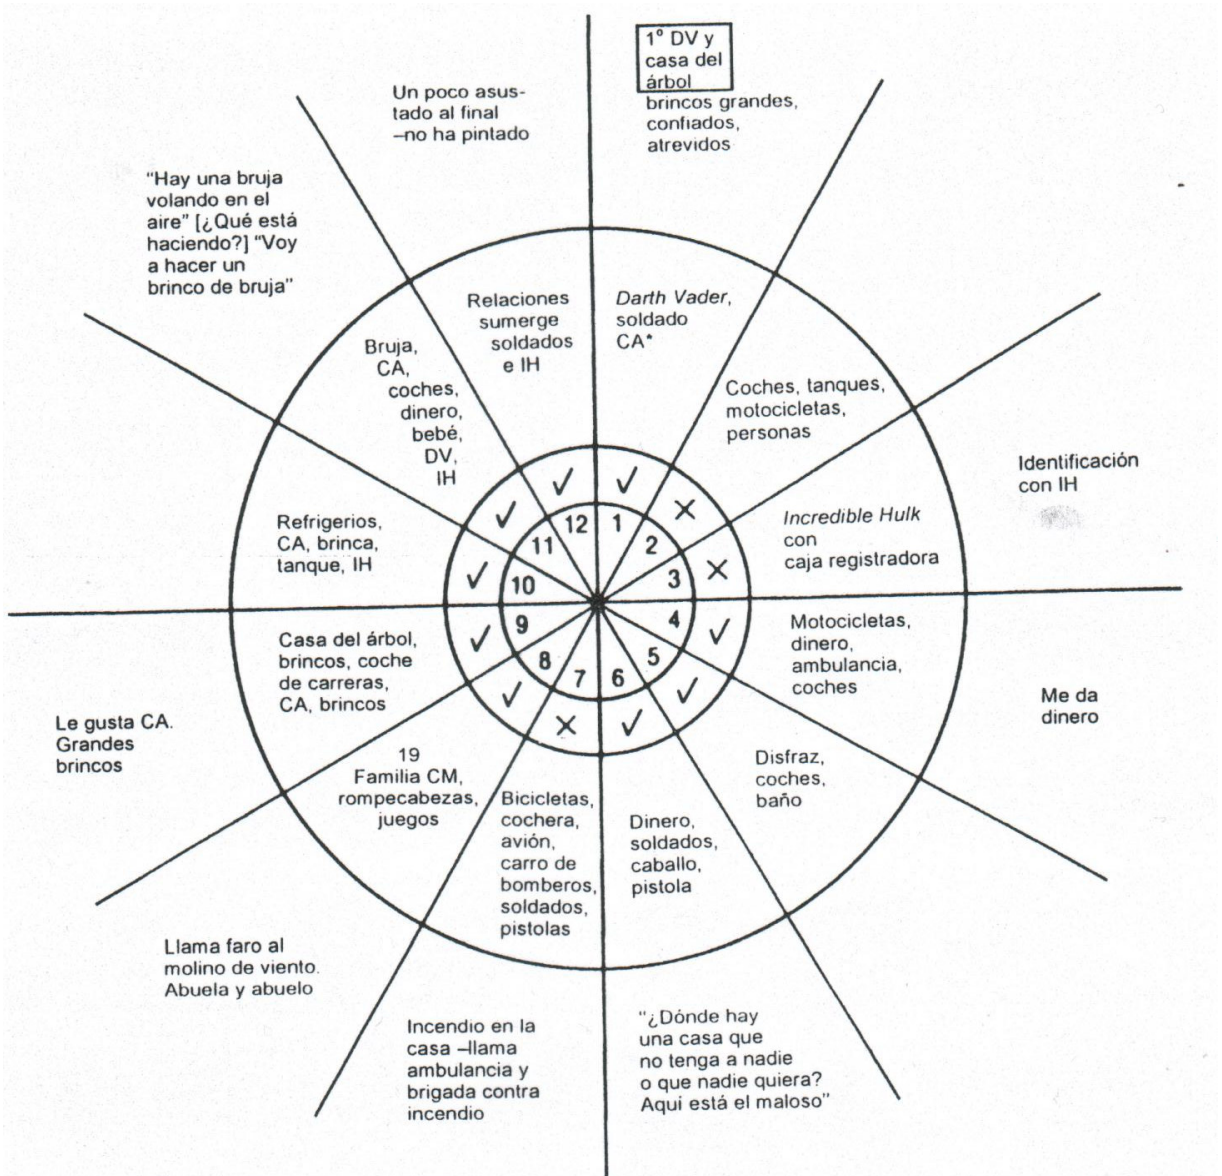 1° DV y
casa del
árbol
brincos grandes,
confiados,
atrevidos
Un poco asus-
tado al final
–no ha pintado
"Hay una bruja
volando en el
aire" [¿Qué está
haciendo?] "Voy
a hacer un
brinco de bruja"
Relaciones
sumerge
soldados
e IH
Darth Vader,
soldado
CA*
Bruja,
CA,
coches,
dinero,
bebé,
DV,
IH
Coches, tanques,
motocicletas,
personas
Identificación
con IH
Refrigerios,
CA, brinca,
tanque, IH
Incredible Hulk
con
caja registradora
12 1
11 2
10 3
9 4
8 5
7 6
Casa del árbol,
brincos, coche
de carreras,
CA, brincos
Motocicletas,
dinero,
ambulancia,
coches
Le gusta CA.
Grandes
brincos
Me da
dinero
19
Familia CM,
rompecabezas,
juegos
Bicicletas,
cochera,
avión,
carro de
bomberos,
soldados,
pistolas
Dinero,
soldados,
caballo,
pistola
Disfraz,
coches,
baño
Llama faro al
molino de viento.
Abuela y abuelo
Incendio en la
casa –llama
ambulancia y
brigada contra
incendio
"¿Dónde hay
una casa que
no tenga a nadie
o que nadie quiera?
Aquí está el maloso"